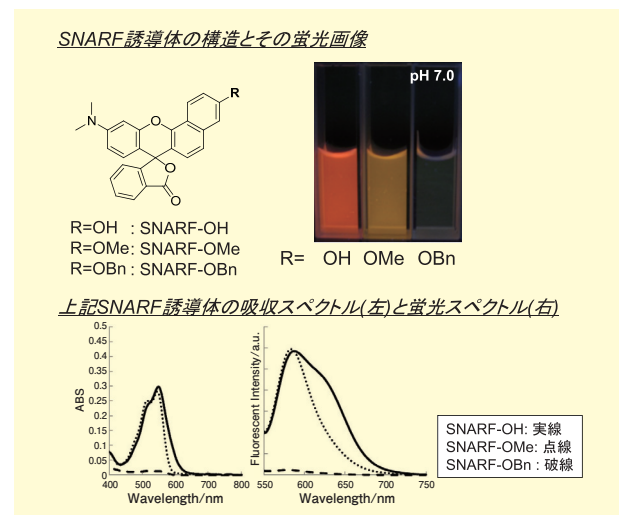 SNARF誘導体の構造とその蛍光画像
R
N
O
O
O
R=OH : SNARF-OH
R=OMe: SNARF-OMe
R=OBn : SNARF-OBn
pH 7.0
R= OH OMe OBn
上記SNARF誘導体の吸収スペクトル(左)と蛍光スペクトル(右)
ABS
0.5
0.45
0.4
0.35
0.3
0.25
0.2
0.15
0.1
0.05
0
400 500 600 700 800
Wavelength/nm
Fluorescent Intensity/a.u.
550 600 650 700 750
Wavelength/nm
SNARF-OH: 実線
SNARF-OMe: 点線
SNARF-OBn : 破線